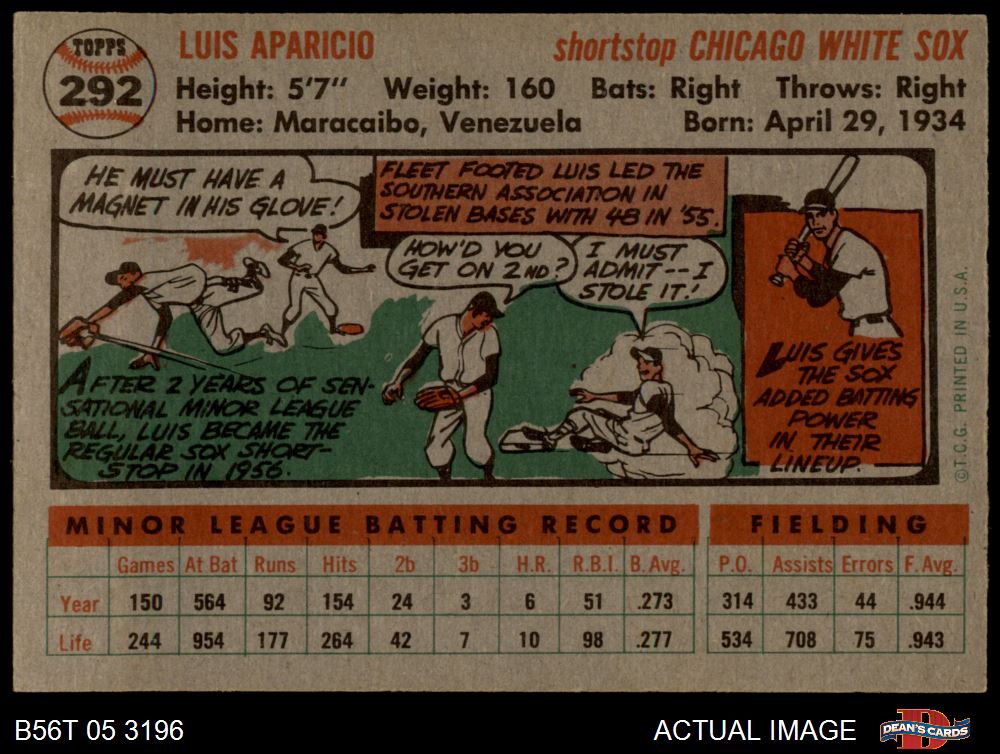 TOPPS
292
LUIS APARICIO
shortstop CHICAGO WHITE SOX
Height: 5'7" Weight: 160 Bats: Right Throws: Right
Home: Maracaibo, Venezuela Born: April 29, 1934
HE MUST HAVE A
MAGNET IN HIS GLOVE!
AFTER 2 YEARS OF SEN-
SATIONAL MINOR LEAGUE
BALL, LUIS BECAME THE
REGULAR SOX SHORT-
STOP IN 1956.
FLEET FOOTED LUIS LED THE
SOUTHERN ASSOCIATION IN
STOLEN BASES WITH 48 IN '55.
HOW'D YOU
GET ON 2ND?
I MUST
ADMIT--I
STOLE IT!
LUIS GIVES
THE SOX
ADDED BATTING
POWER
IN THEIR
LINEUP.
©T.C.G. PRINTED IN U.S.A.
MINOR LEAGUE BATTING RECORD FIELDING
Games At Bat Runs Hits 2b 3b H.R. R.B.I. B. Avg. P.O. Assists Errors F. Avg.
Year 150 564 92 154 24 3 6 51 .273 314 433 44 .944
Life 244 954 177 264 42 7 10 98 .277 534 708 75 .943
B56T 05 3196 ACTUAL IMAGE DEAN'S CARDS